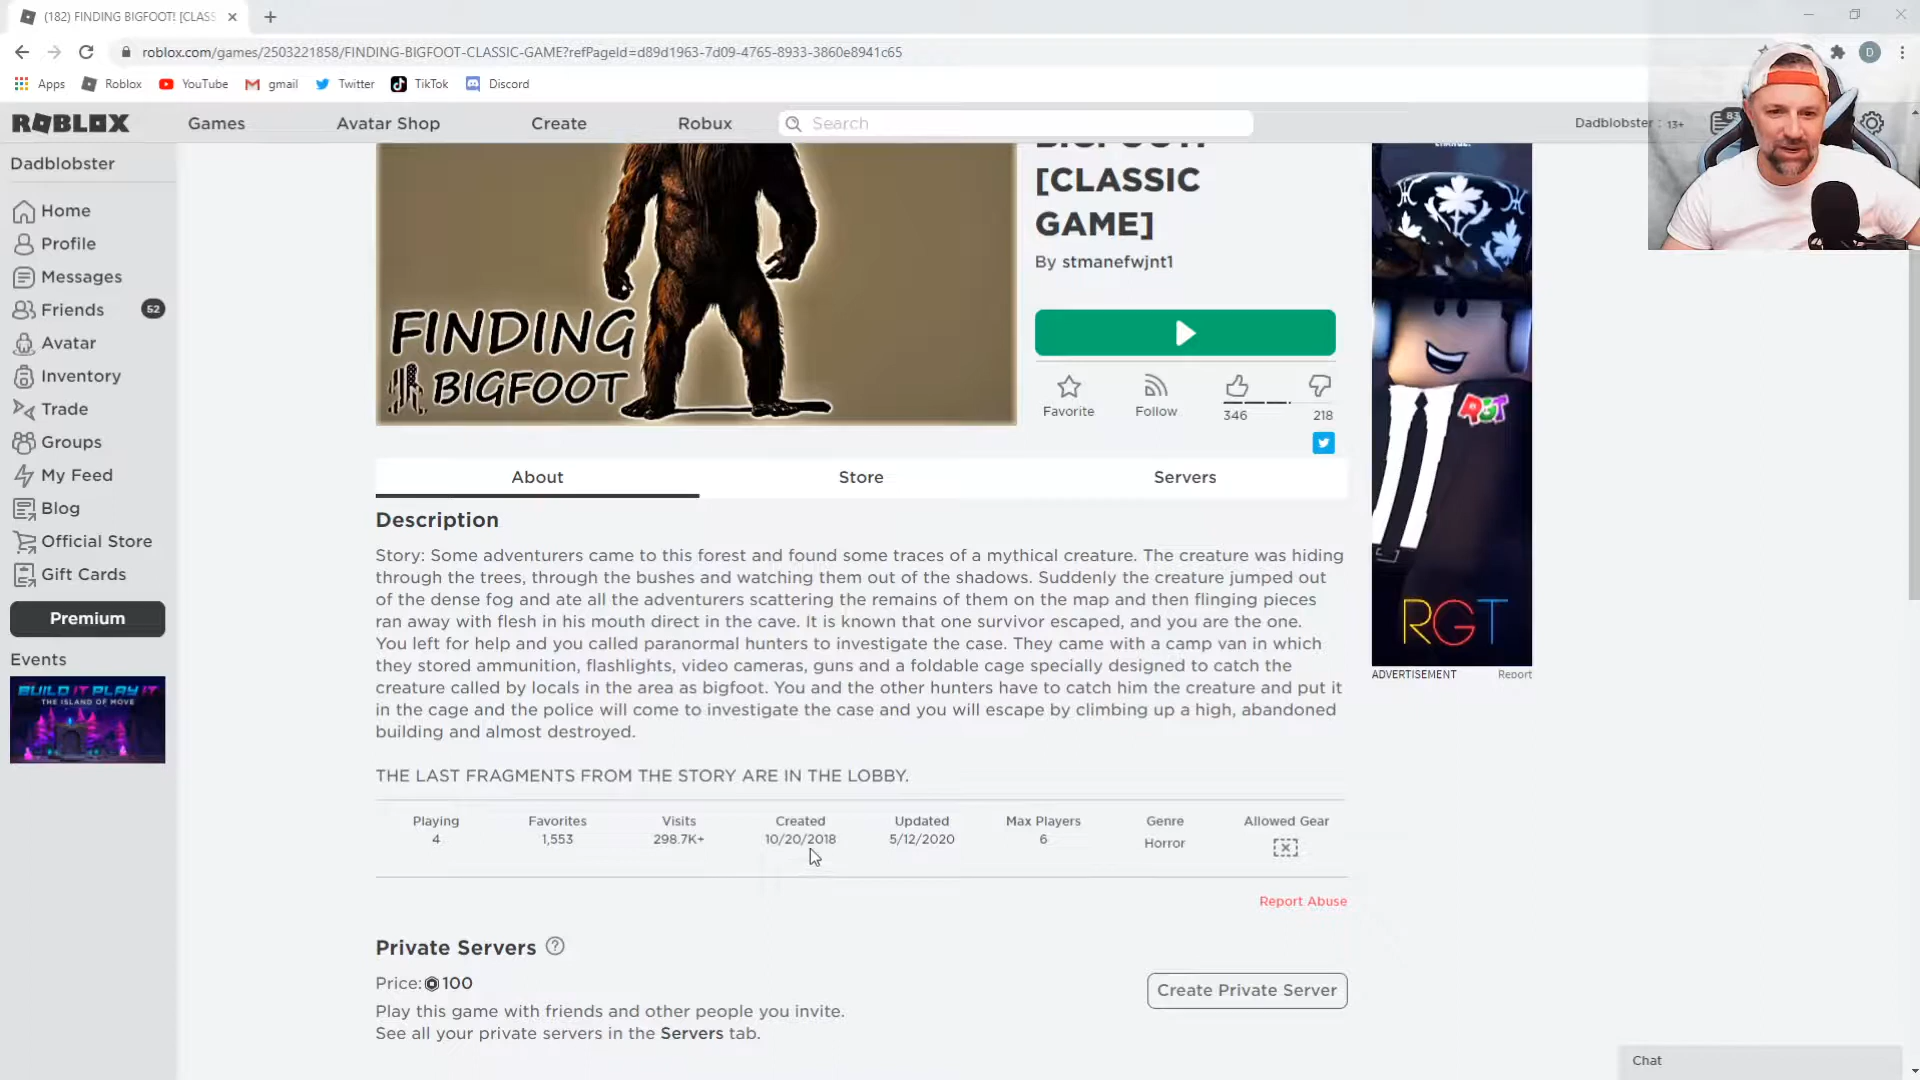 (182) FINDING BIGFOOT! [CLASS
roblox.com/games/2503221858/FINDING-BIGFOOT-CLASSIC-GAME?refPageId=d89d1963-7d09-4765-8933-3860e8941c65
D
Apps
Roblox
YouTube
gmail
Twitter
TikTok
Discord
ROBLOX
Games
Avatar Shop
Create
Robux
Search
Dadblobster : 13+
Dadblobster
Home
Profile
Messages
Friends
52
Avatar
Inventory
Trade
Groups
My Feed
Blog
Official Store
Gift Cards
Premium
Events
BUILD IT PLAY IT
THE ISLAND OF MOVE
FINDING
BIGFOOT
BIGFOOT!
[CLASSIC
GAME]
By stmanefwjnt1
Favorite
Follow
346
218
About
Store
Servers
Description
Story: Some adventurers came to this forest and found some traces of a mythical creature. The creature was hiding
through the trees, through the bushes and watching them out of the shadows. Suddenly the creature jumped out
of the dense fog and ate all the adventurers scattering the remains of them on the map and then flinging pieces
ran away with flesh in his mouth direct in the cave. It is known that one survivor escaped, and you are the one.
You left for help and you called paranormal hunters to investigate the case. They came with a camp van in which
they stored ammunition, flashlights, video cameras, guns and a foldable cage specially designed to catch the
creature called by locals in the area as bigfoot. You and the other hunters have to catch him the creature and put it
in the cage and the police will come to investigate the case and you will escape by climbing up a high, abandoned
building and almost destroyed.
THE LAST FRAGMENTS FROM THE STORY ARE IN THE LOBBY.
Playing
4
Favorites
1,553
Visits
298.7K+
Created
10/20/2018
Updated
5/12/2020
Max Players
6
Genre
Horror
Allowed Gear
Report Abuse
Private Servers
Price: 100
Play this game with friends and other people you invite.
See all your private servers in the Servers tab.
Create Private Server
RGT
RGT
ADVERTISEMENT
Report
Chat